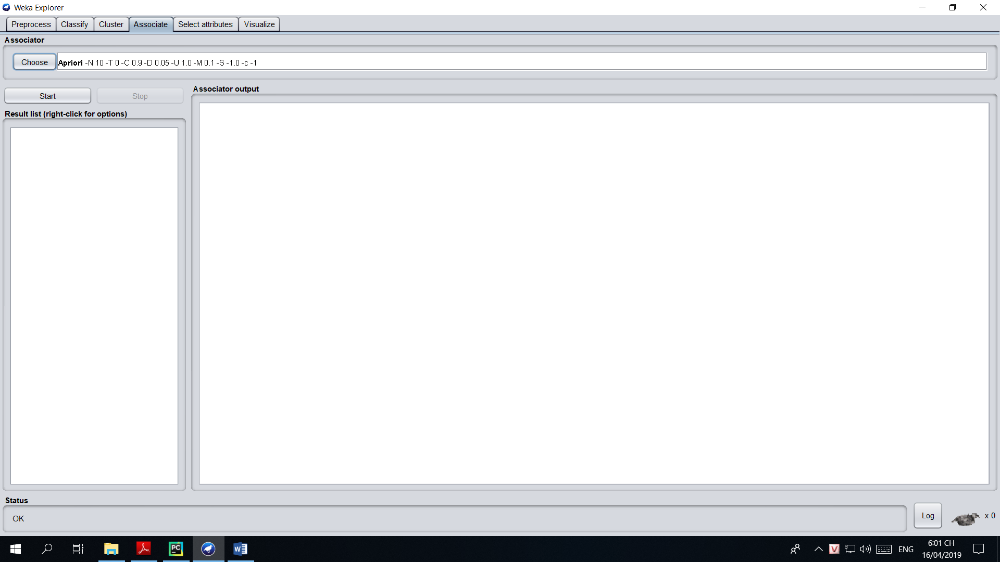 Weka Explorer
Preprocess Classify Cluster Associate Select attributes Visualize
Associator
Choose Apriori -N 10 -T 0 -C 0.9 -D 0.05 -U 1.0 -M 0.1 -S -1.0 -c -1
Start Stop
Associator output
Result list (right-click for options)
Status
OK
Log
x 0
PC
W
V
ENG
6:01 CH
16/04/2019